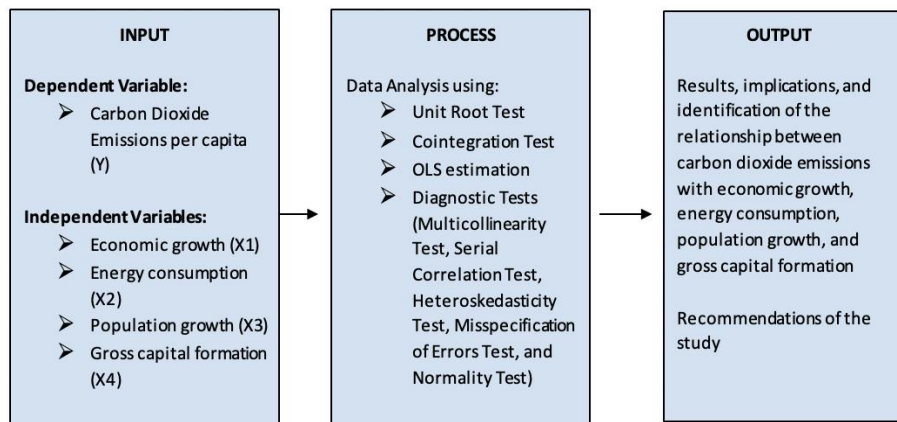 INPUT
Dependent Variable:
➢ Carbon Dioxide
Emissions per capita
(Y)
Independent Variables:
➢ Economic growth (X1)
➢ Energy consumption
(X2)
➢ Population growth (X3)
➢ Gross capital formation
(X4)
PROCESS
Data Analysis using:
➢ Unit Root Test
➢ Cointegration Test
➢ OLS estimation
➢ Diagnostic Tests
(Multicollinearity
Test, Serial
Correlation Test,
Heteroskedasticity
Test, Misspecification
of Errors Test, and
Normality Test)
OUTPUT
Results, implications, and
identification of the
relationship between
carbon dioxide emissions
with economic growth,
energy consumption,
population growth, and
gross capital formation
Recommendations of the
study